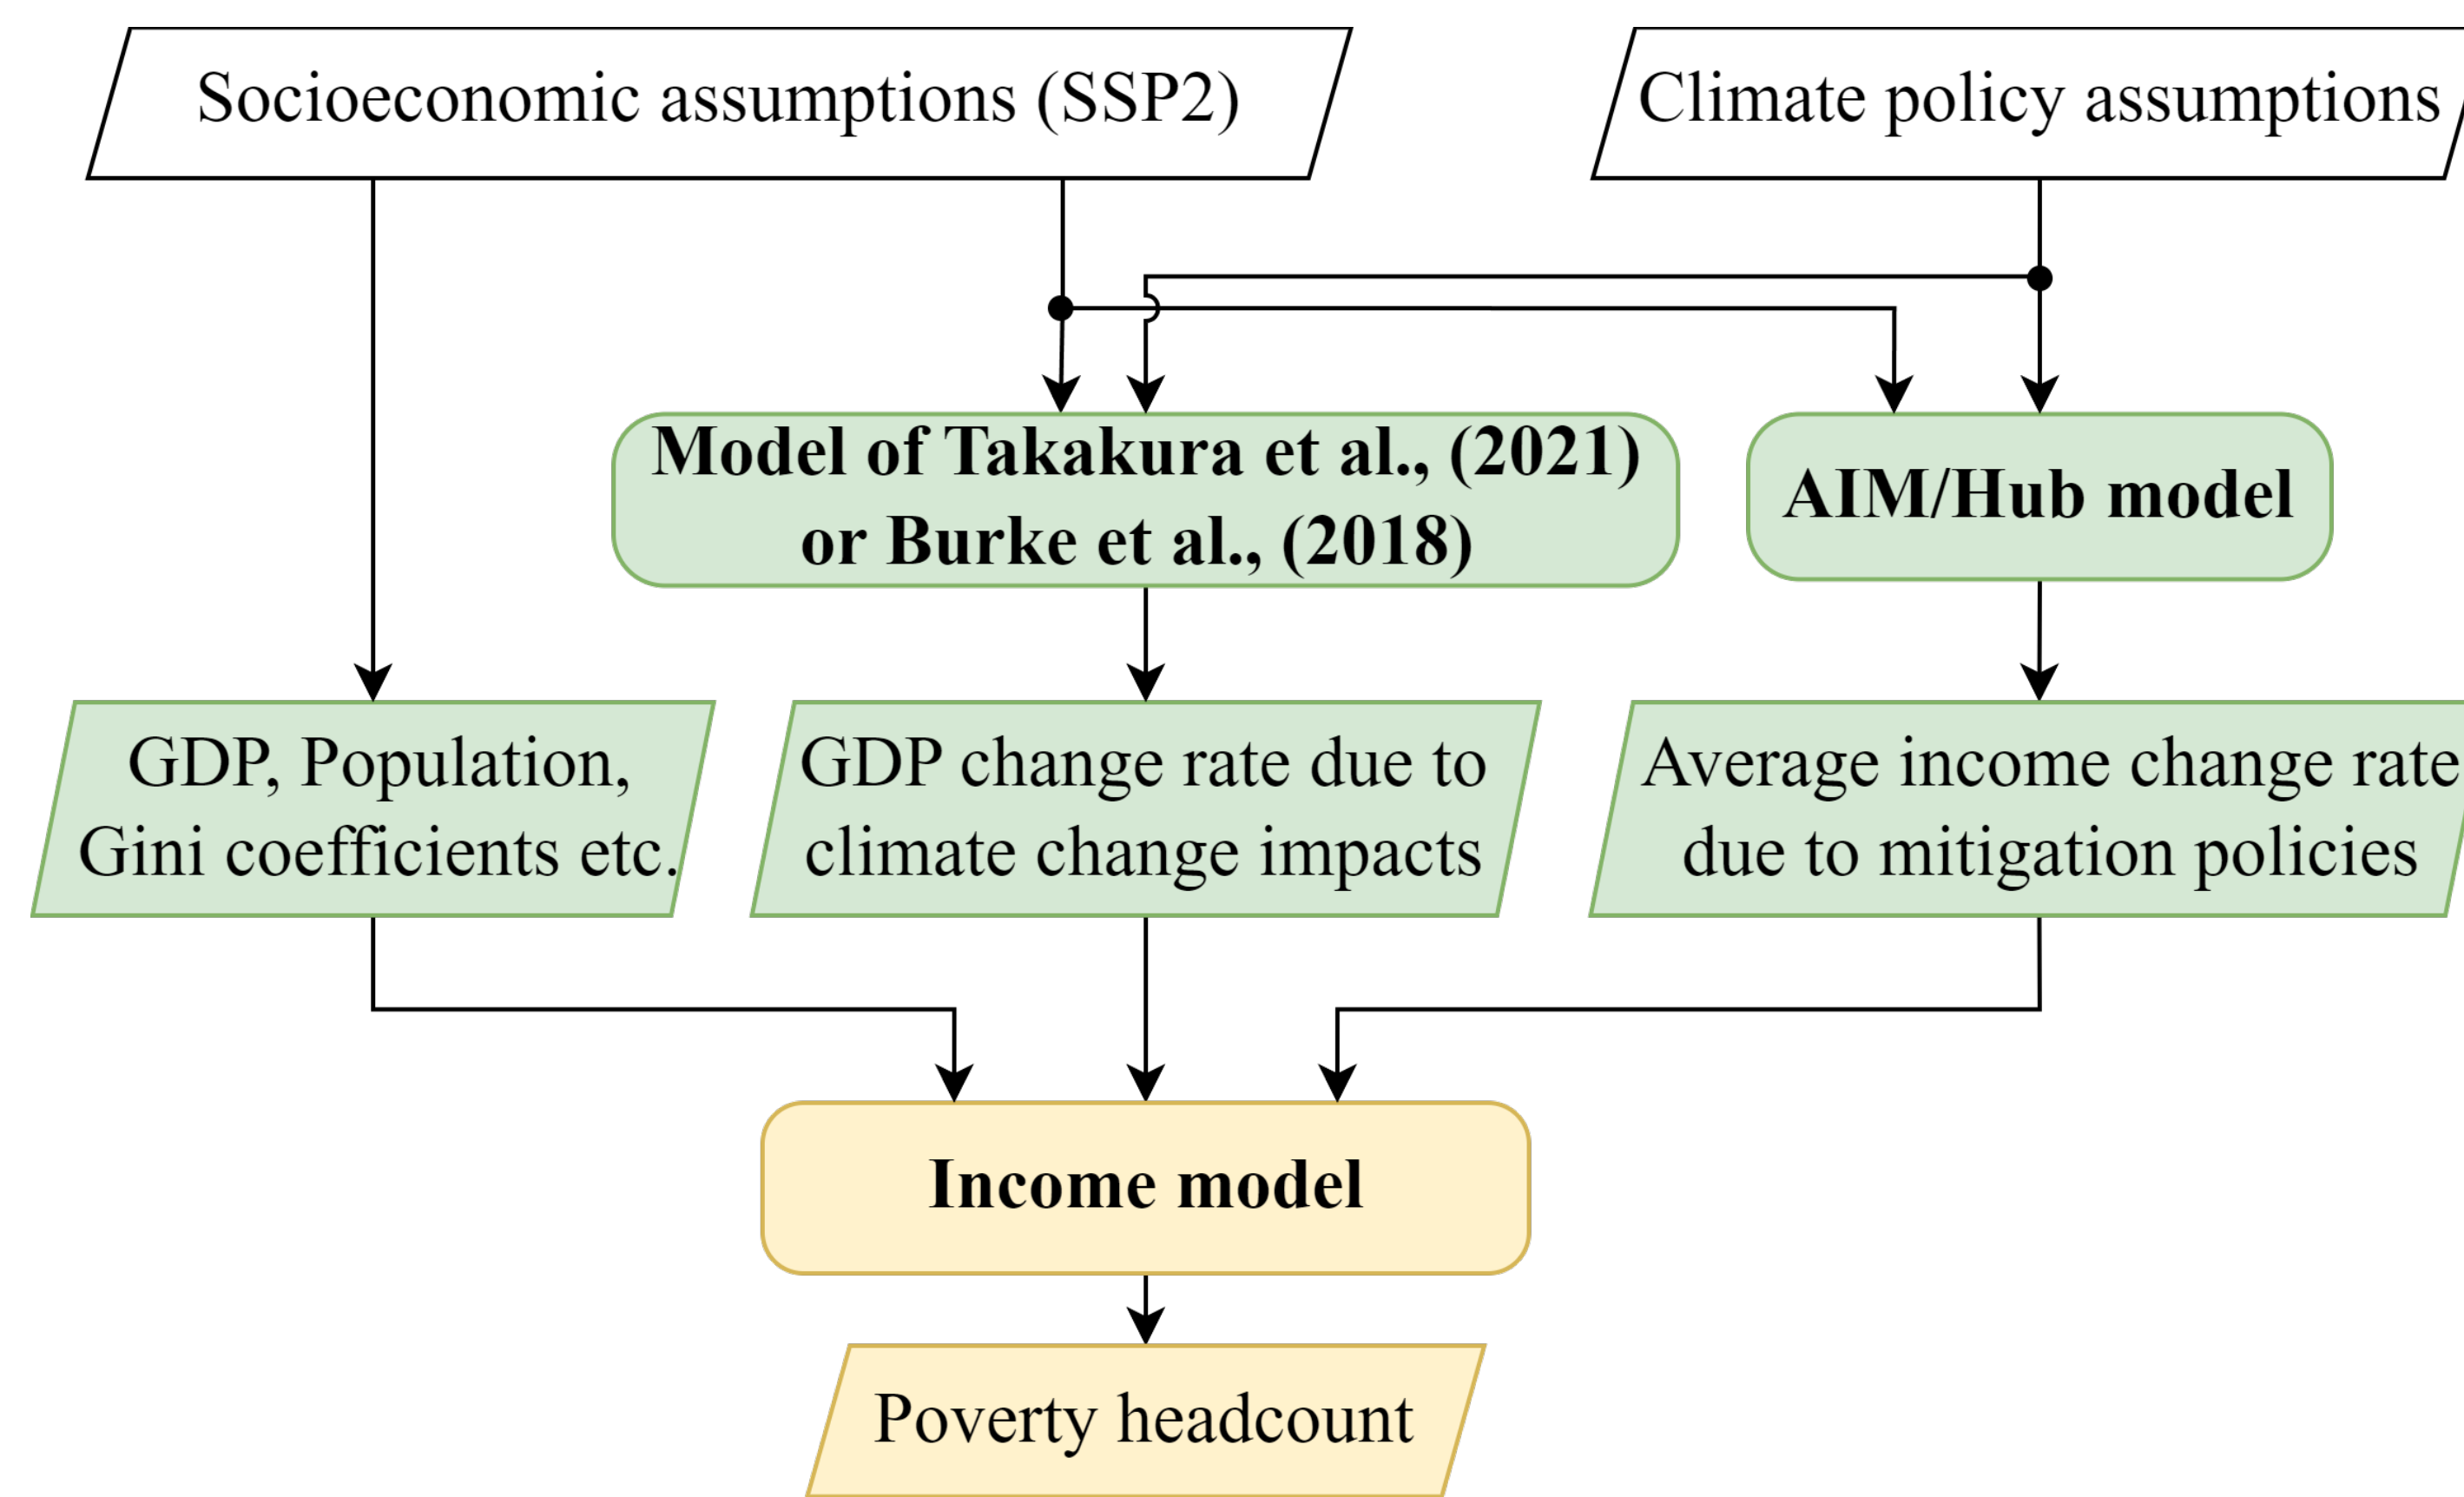 Socioeconomic assumptions (SSP2)
Climate policy assumptions
Model of Takakura et al., (2021)
or Burke et al., (2018)
AIM/Hub model
GDP, Population,
Gini coefficients etc.
GDP change rate due to
climate change impacts
Average income change rate
due to mitigation policies
Income model
Poverty headcount